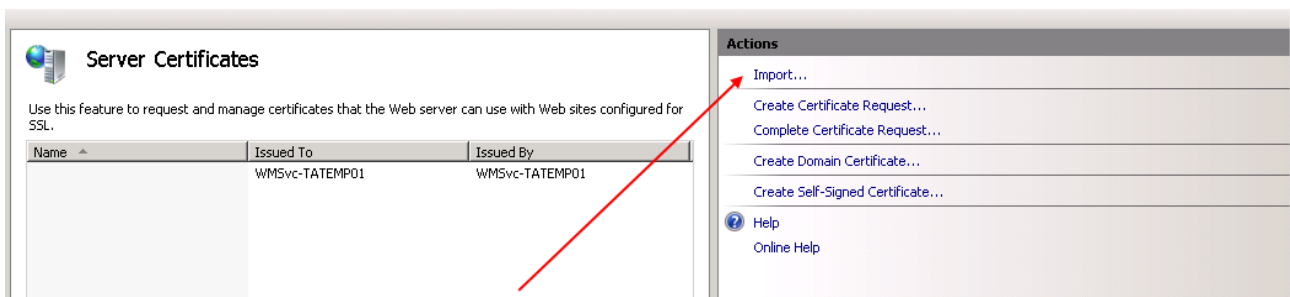 Server Certificates
Use this feature to request and manage certificates that the Web server can use with Web sites configured for
SSL.
Name Issued To Issued By
WMSvc-TATEMP01 WMSvc-TATEMP01
Actions
Import...
Create Certificate Request...
Complete Certificate Request...
Create Domain Certificate...
Create Self-Signed Certificate...
Help
Online Help